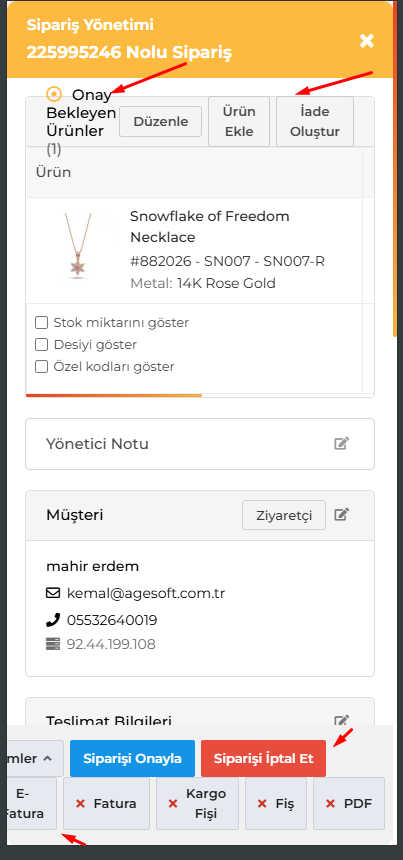 Sipariş Yönetimi
225995246 Nolu Sipariş
Onay
Bekleyen
Ürünler
(1)
Düzenle
Ürün
Ekle
İade
Oluştur
Ürün
Snowflake of Freedom
Necklace
#882026 - SN007 - SN007-R
Metal: 14K Rose Gold
Stok miktarını göster
Desiyi göster
Özel kodları göster
Yönetici Notu
Müşteri
Ziyaretçi
mahir erdem
kemal@agesoft.com.tr
05532640019
92.44.199.108
Teslimat Bilgileri
mler
Siparişi Onayla
Siparişi İptal Et
E-
Fatura
Fatura
Kargo
Fişi
Fiş
PDF